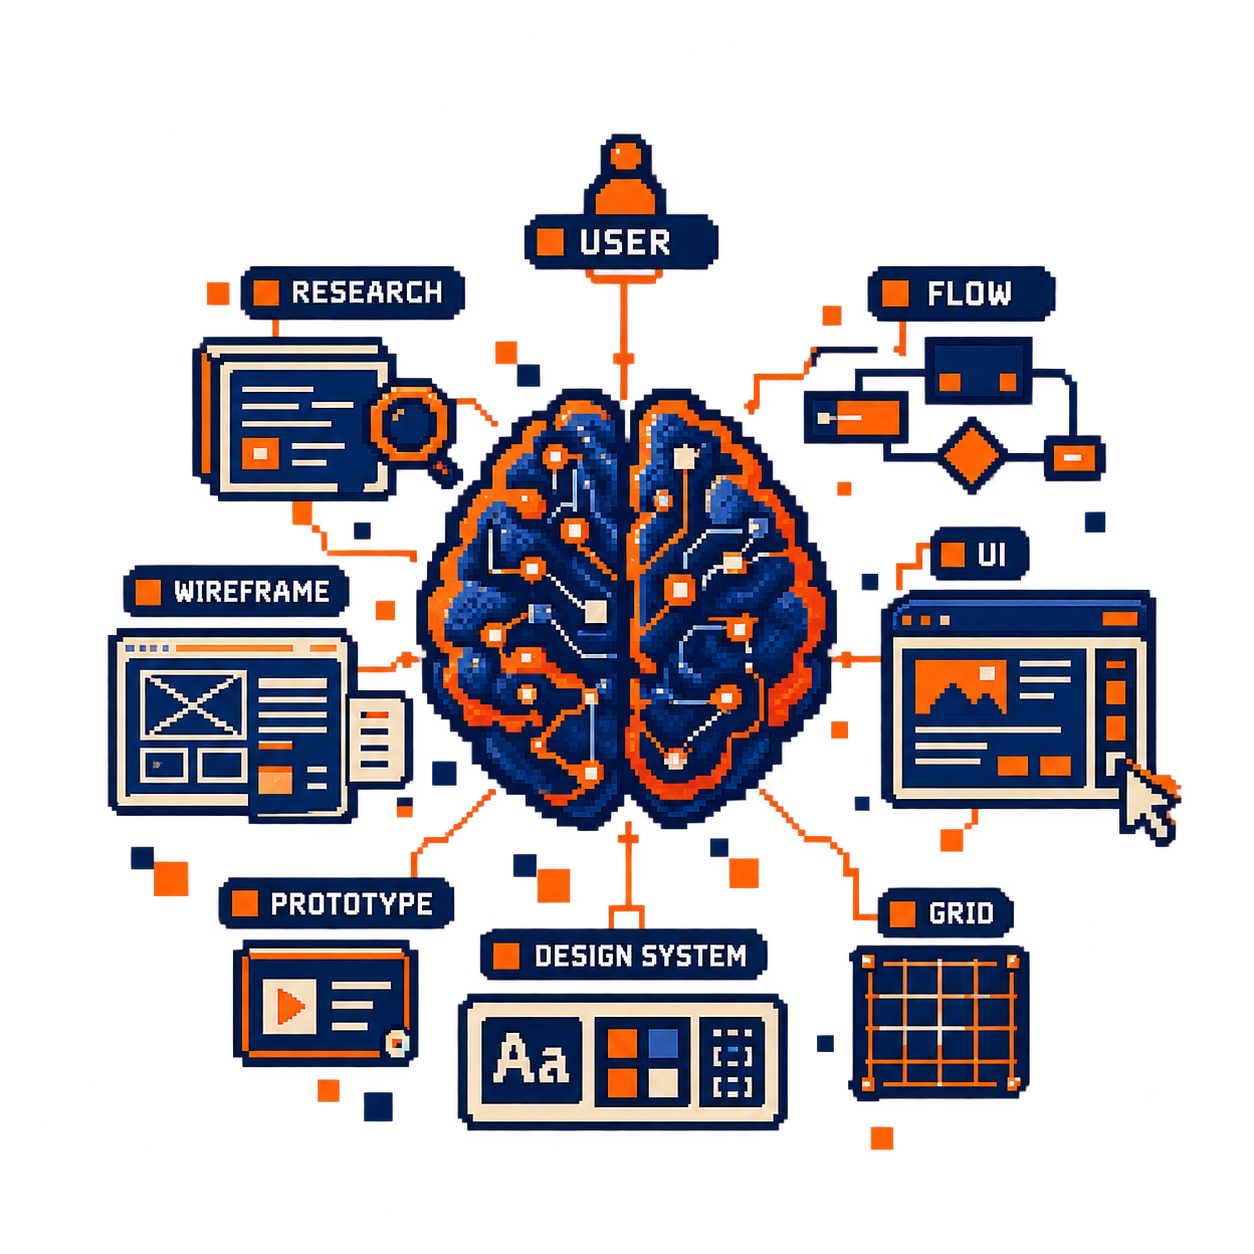 USER
RESEARCH
FLOW
UI
WIREFRAME
PROTOTYPE
GRID
DESIGN SYSTEM
Aa